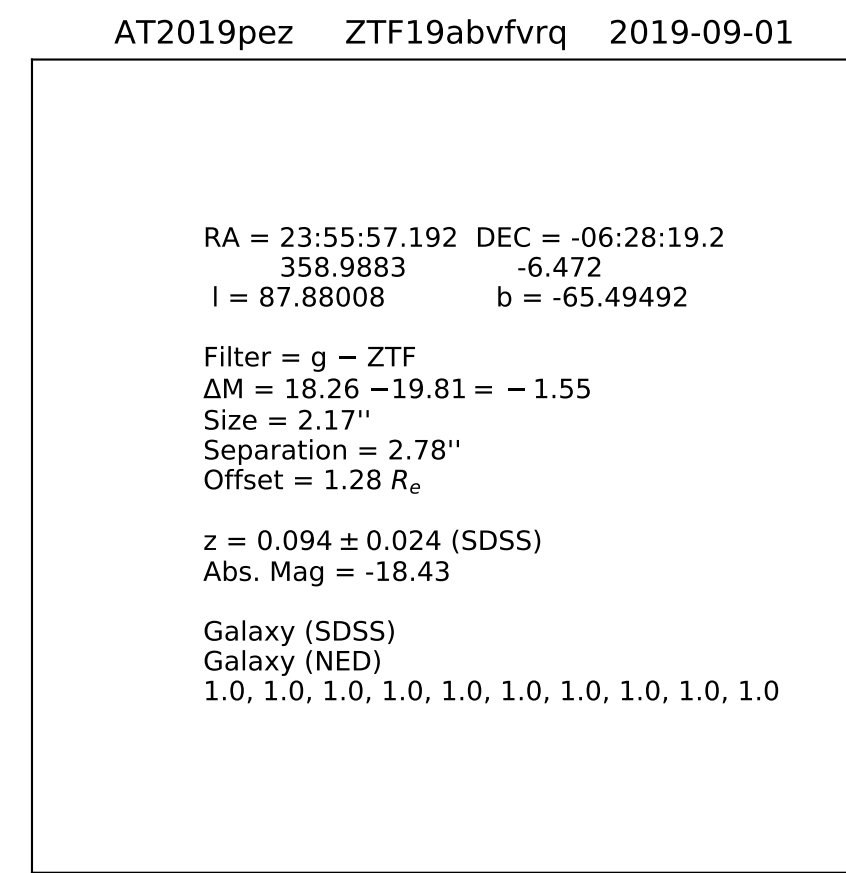 AT2019pez ZTF19abvfvrq 2019-09-01
RA = 23:55:57.192 DEC = -06:28:19.2
358.9883 -6.472
l = 87.88008 b = -65.49492
Filter = g − ZTF
ΔM = 18.26 −19.81 = − 1.55
Size = 2.17''
Separation = 2.78''
Offset = 1.28 Re
z = 0.094 ± 0.024 (SDSS)
Abs. Mag = -18.43
Galaxy (SDSS)
Galaxy (NED)
1.0, 1.0, 1.0, 1.0, 1.0, 1.0, 1.0, 1.0, 1.0, 1.0